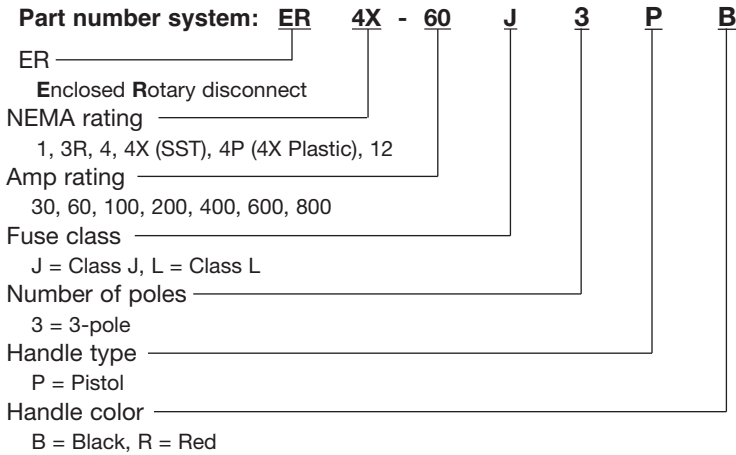 Part number system: ER 4X - 60 J 3 P B
ER
Enclosed Rotary disconnect
NEMA rating
1, 3R, 4, 4X (SST), 4P (4X Plastic), 12
Amp rating
30, 60, 100, 200, 400, 600, 800
Fuse class
J = Class J, L = Class L
Number of poles
3 = 3-pole
Handle type
P = Pistol
Handle color
B = Black, R = Red